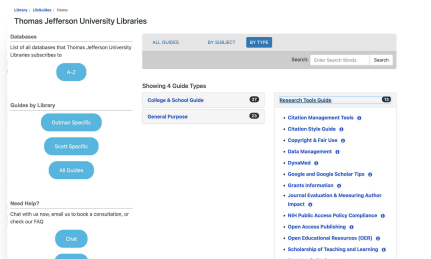 Library / LibGuides / Home
Thomas Jefferson University Libraries
Databases
List of all databases that Thomas Jefferson University
Libraries subscribes to
A-Z
Guides by Library
Gutman Specific
Scott Specific
All Guides
Need Help?
Chat with us now, email us to book a consultation, or
check our FAQ
Chat
ALL GUIDES
BY SUBJECT
BY TYPE
Search:
Enter Search Words
Search
Showing 4 Guide Types
College & School Guide
General Purpose
23
Research Tools Guide
• Citation Management Tools
• Citation Style Guide
• Copyright & Fair Use
• Data Management
• DynaMed
• Google and Google Scholar Tips
• Grants Information
• Journal Evaluation & Measuring Author
Impact
• NIH Public Access Policy Compliance
• Open Access Publishing
• Open Educational Resources (OER)
• Scholarship of Teaching and Learning